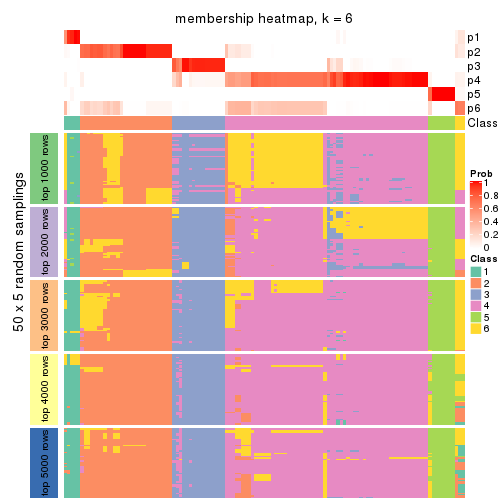 membership heatmap, k = 6
p1
p2
p3
p4
p5
p6
Class
50 x 5 random samplings
top 1000 rows
top 2000 rows
top 3000 rows
top 4000 rows
top 5000 rows
Prob
1
0.8
0.6
0.4
0.2
0
Class
1
2
3
4
5
6